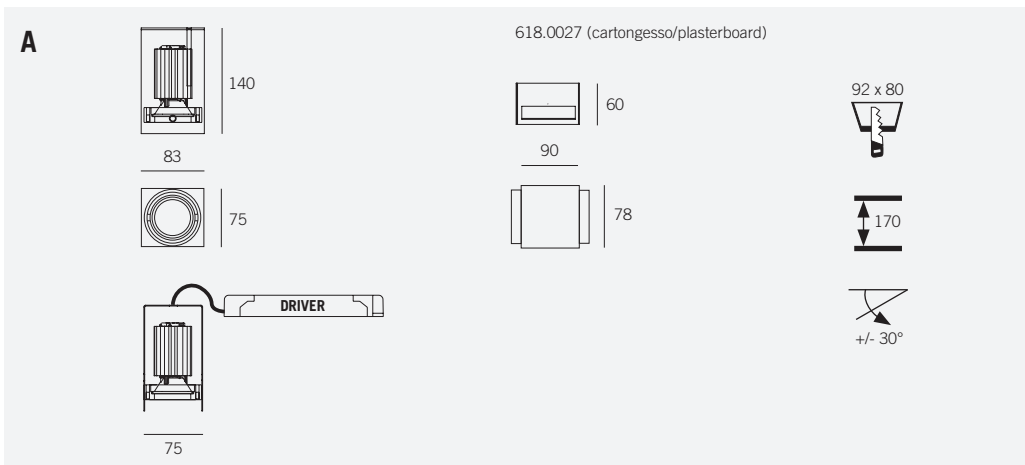 A
140
83
75
DRIVER
75
618.0027 (cartongesso/plasterboard)
60
90
78
92 x 80
170
+/- 30°